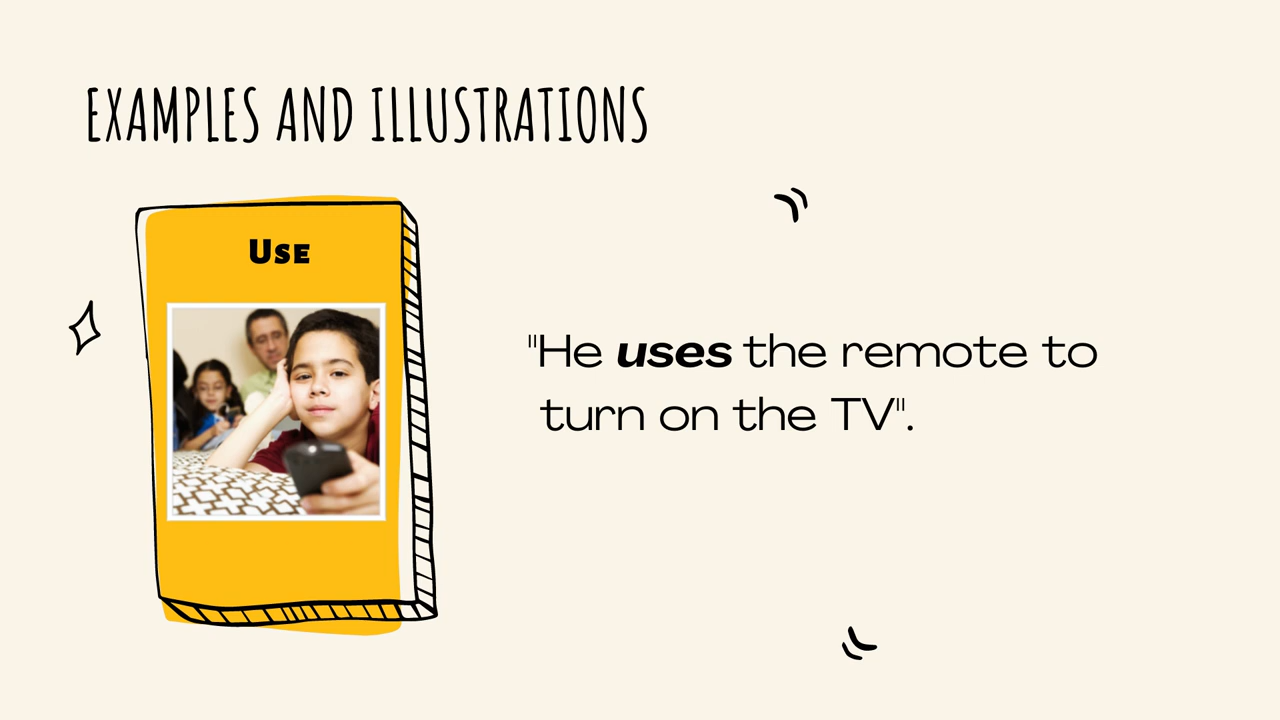 EXAMPLES AND ILLUSTRATIONS
Use
"He uses the remote to
turn on the TV".